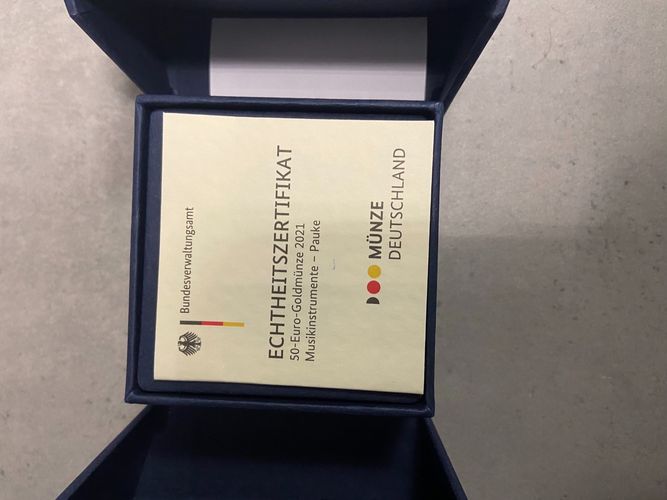 Bundesverwaltungsamt
ECHTHEITSZERTIFIKAT
50-Euro-Goldmünze 2021
Musikinstrumente – Pauke
MÜNZE
DEUTSCHLAND